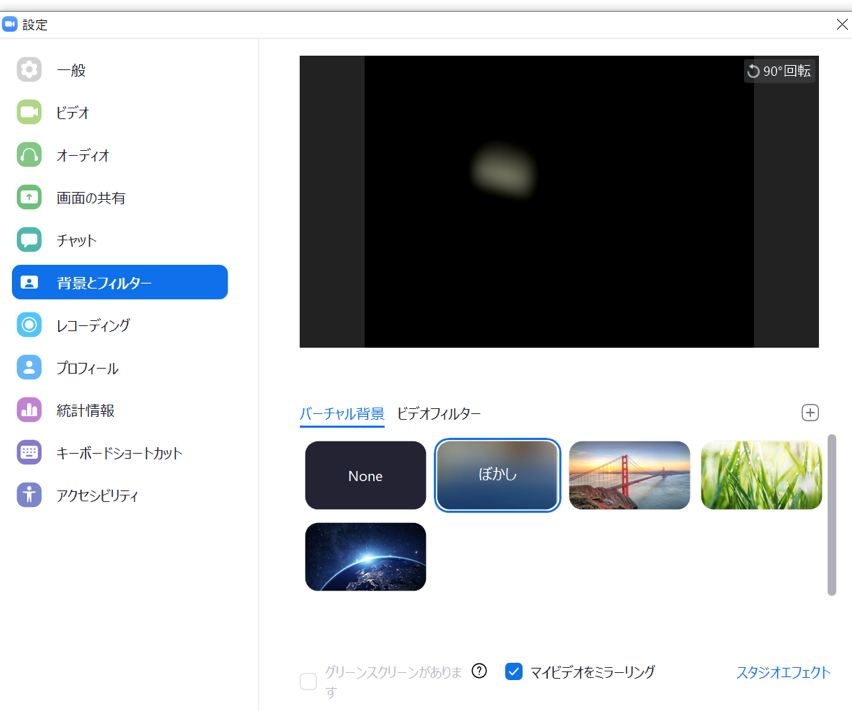 設定
一般
ビデオ
オーディオ
画面の共有
チャット
背景とフィルター
レコーディング
プロフィール
統計情報
キーボードショートカット
アクセシビリティ
90°回転
バーチャル背景 ビデオフィルター
None
ぼかし
グリーンスクリーンがありま
す
?
マイビデオをミラーリング
スタジオエフェクト